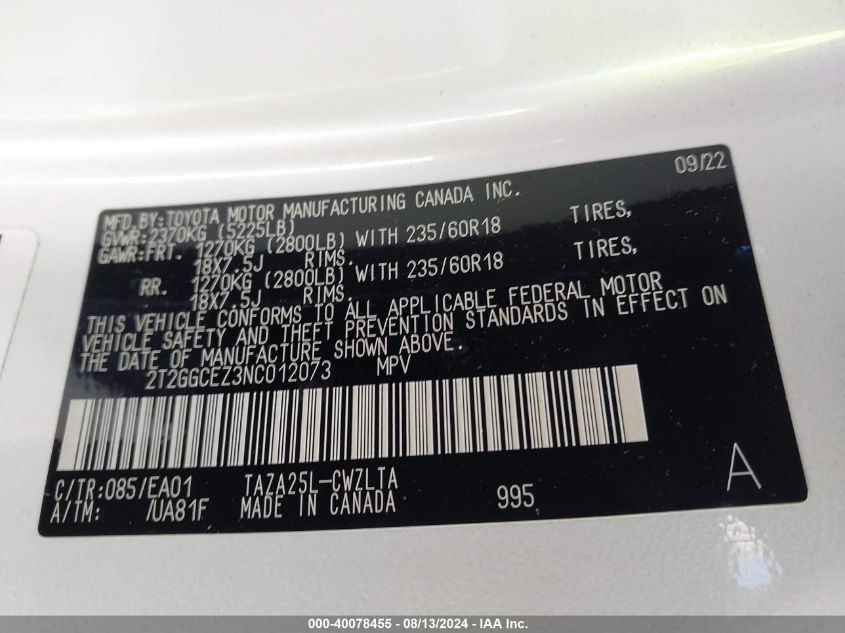 09/22
MFD.BY:TOYOTA MOTOR MANUFACTURING CANADA INC.
GVWR:2370KG (5225LB)
GAWR:FRT. 1270KG (2800LB) WITH 235/60R18 TIRES,
18X7.5J RIMS.
RR. 1270KG (2800LB) WITH 235/60R18 TIRES,
18X7.5J RIMS.
THIS VEHICLE CONFORMS TO ALL APPLICABLE FEDERAL MOTOR
VEHICLE SAFETY AND THEFT PREVENTION STANDARDS IN EFFECT ON
THE DATE OF MANUFACTURE SHOWN ABOVE.
2T2GGCEZ3NC012073 MPV
C/TR:085/EA01 TAZA25L-CWZLTA
A/TM: /UA81F MADE IN CANADA 995 A
000-40078455 - 08/13/2024 - IAA Inc.